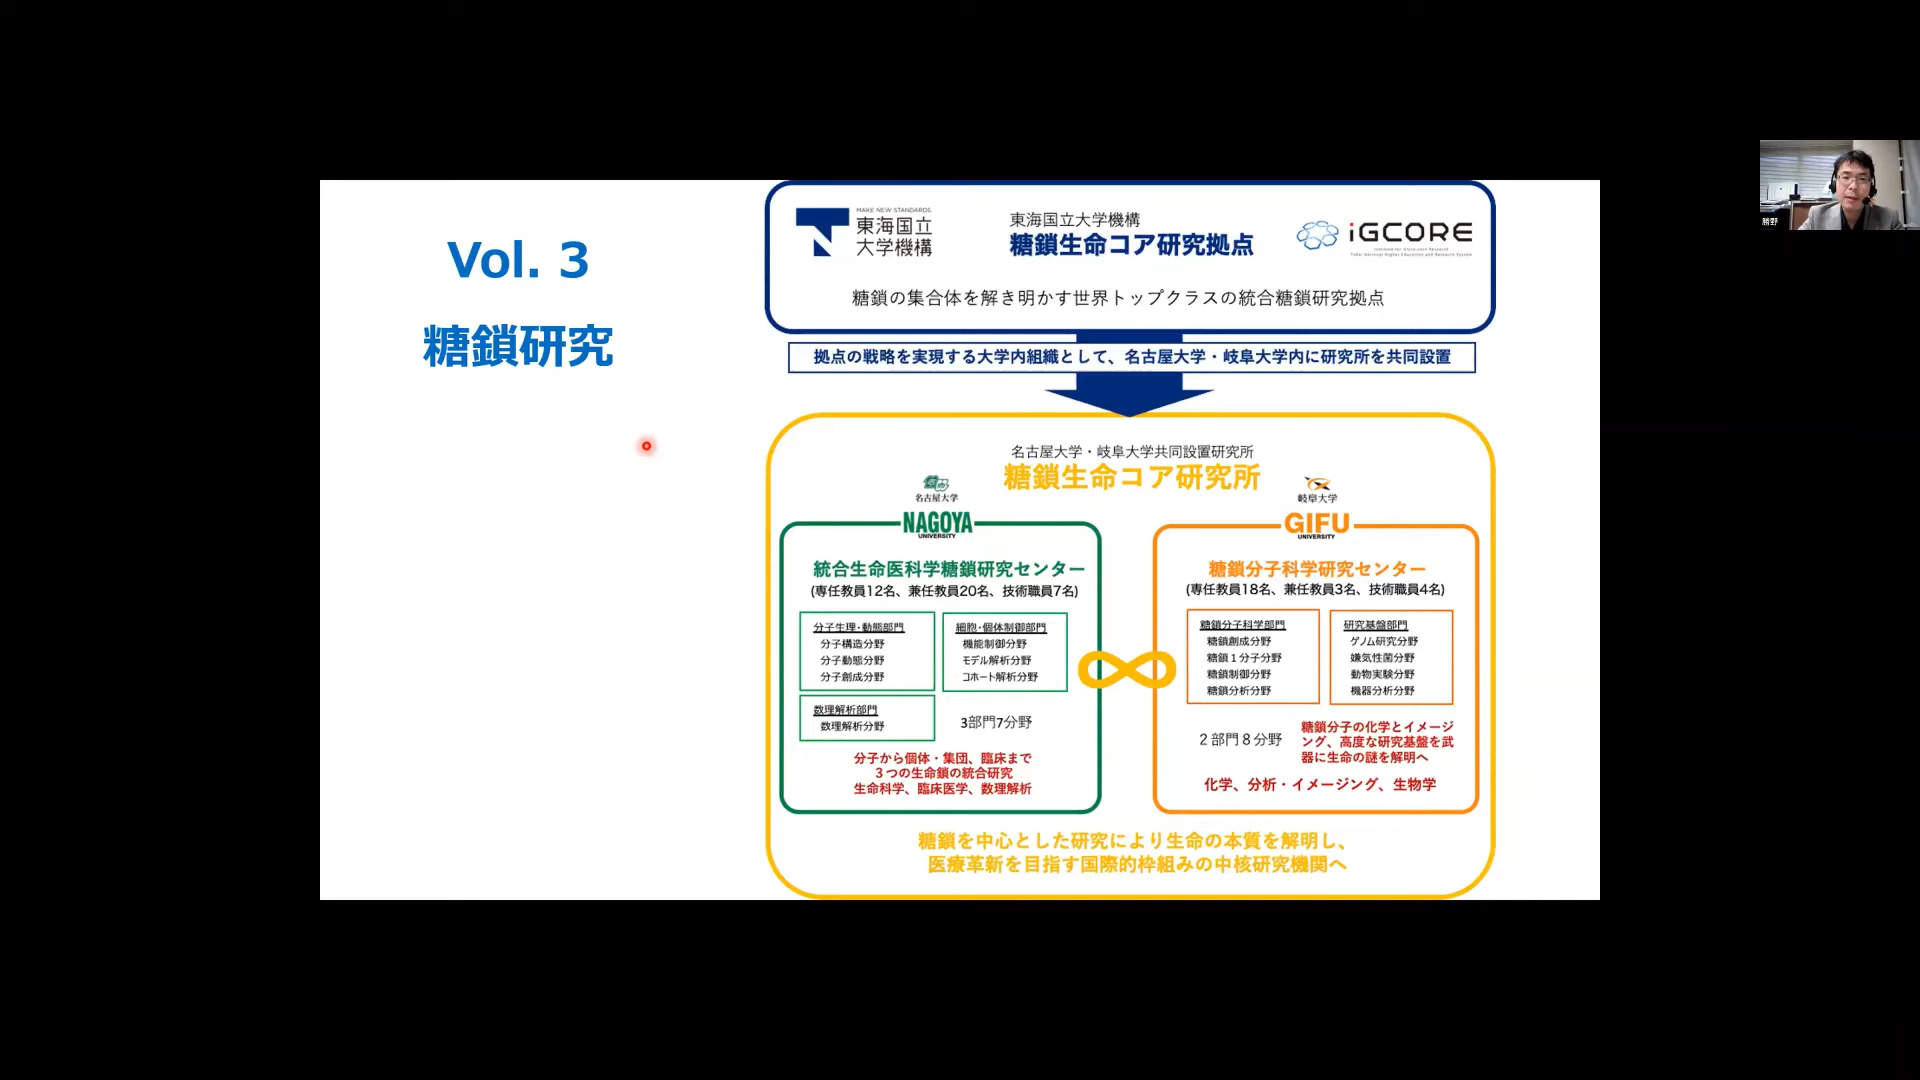 Vol. 3
糖鎖研究
MAKE NEW STANDARDS.
東海国立
大学機構
東海国立大学機構
糖鎖生命コア研究拠点
iGCORE
Institute for Glyco-core Research
Tokai National Higher Education and Research System
糖鎖の集合体を解き明かす世界トップクラスの統合糖鎖研究拠点
拠点の戦略を実現する大学内組織として、名古屋大学・岐阜大学内に研究所を共同設置
名古屋大学・岐阜大学共同設置研究所
糖鎖生命コア研究所
名古屋大学
NAGOYA
UNIVERSITY
統合生命医科学糖鎖研究センター
(専任教員12名、兼任教員20名、技術職員7名)
分子生理・動態部門
分子構造分野
分子動態分野
分子創成分野
細胞・個体制御部門
機能制御分野
モデル解析分野
コホート解析分野
数理解析部門
数理解析分野
3部門7分野
分子から個体・集団、臨床まで
３つの生命鎖の統合研究
生命科学、臨床医学、数理解析
岐阜大学
GIFU
UNIVERSITY
糖鎖分子科学研究センター
(専任教員18名、兼任教員3名、技術職員4名)
糖鎖分子科学部門
糖鎖創成分野
糖鎖１分子分野
糖鎖制御分野
糖鎖分析分野
研究基盤部門
ゲノム研究分野
嫌気性菌分野
動物実験分野
機器分析分野
２部門８分野
糖鎖分子の化学とイメージ
ング、高度な研究基盤を武
器に生命の謎を解明へ
化学、分析・イメージング、生物学
糖鎖を中心とした研究により生命の本質を解明し、
医療革新を目指す国際的枠組みの中核研究機関へ
勝野